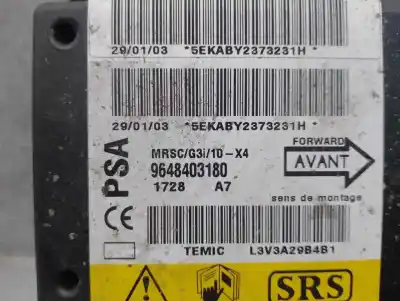 29/01/03 *5EKABY2373231H *
29/01/03 *5EKABY2373231H *
PSA
MRSC/G3i/10-X4
9648403180
1728 A7
CE
FORWARD
AVANT
sens de montage
TEMIC L3V3A29B4B1
SRS